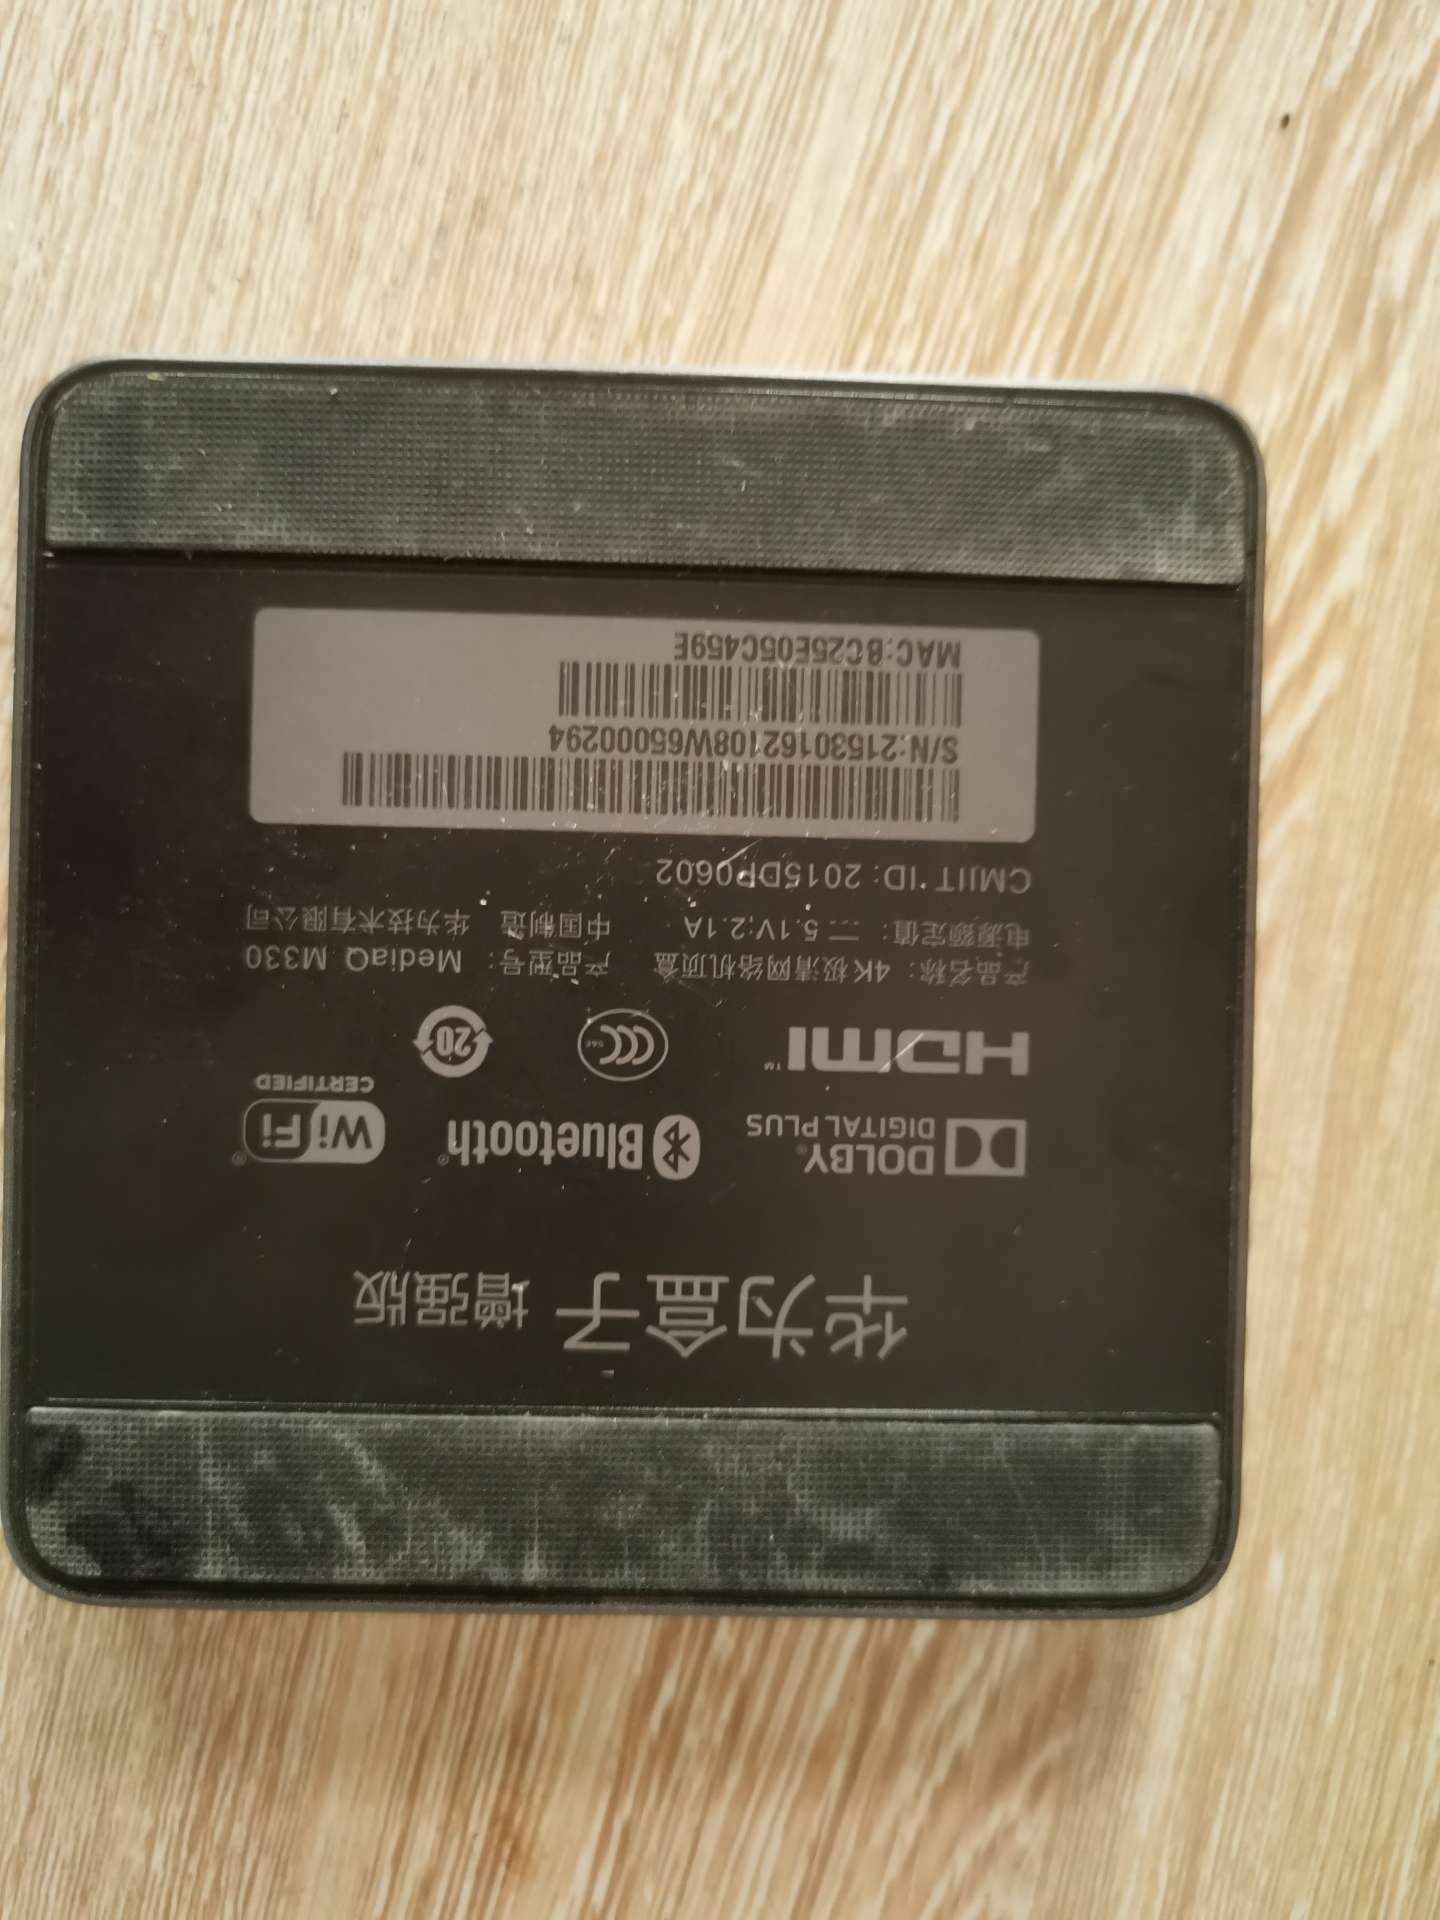 华为盒子 增强版
DOLBY® DIGITAL PLUS
Bluetooth®
WiFi® CERTIFIED
HDMI™
20
产品名称：4K极清网络机顶盒 产品型号：MediaQ M330
电源额定值：⎓5.1V;2.1A 中国制造 华为技术有限公司
CMIIT ID: 2015DP0602
S/N:21530162108W65000294
MAC:BC25E05C459E